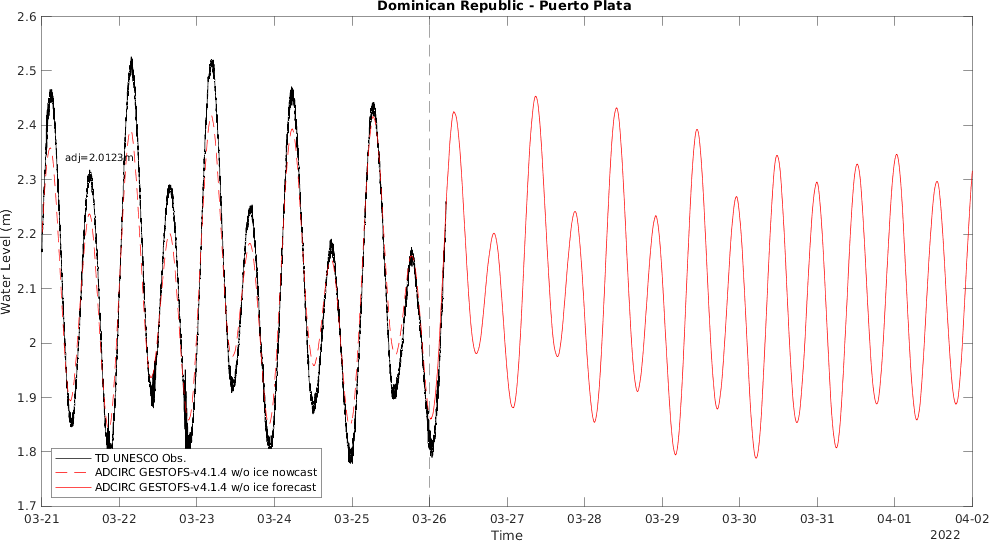 Dominican Republic - Puerto Plata
Water Level (m)
2.6
2.5
2.4
2.3
2.2
2.1
2
1.9
1.8
1.7
adj=2.0123m
TD UNESCO Obs.
ADCIRC GESTOFS-v4.1.4 w/o ice nowcast
ADCIRC GESTOFS-v4.1.4 w/o ice forecast
03-21 03-22 03-23 03-24 03-25 03-26 03-27 03-28 03-29 03-30 03-31 04-01 04-02
Time
2022